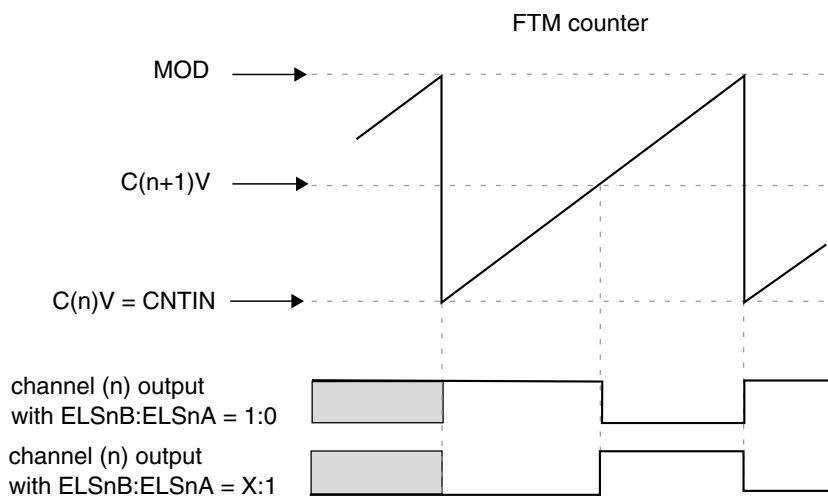 FTM counter
MOD
C(n+1)V
C(n)V = CNTIN
channel (n) output
with ELSnB:ELSnA = 1:0
channel (n) output
with ELSnB:ELSnA = X:1